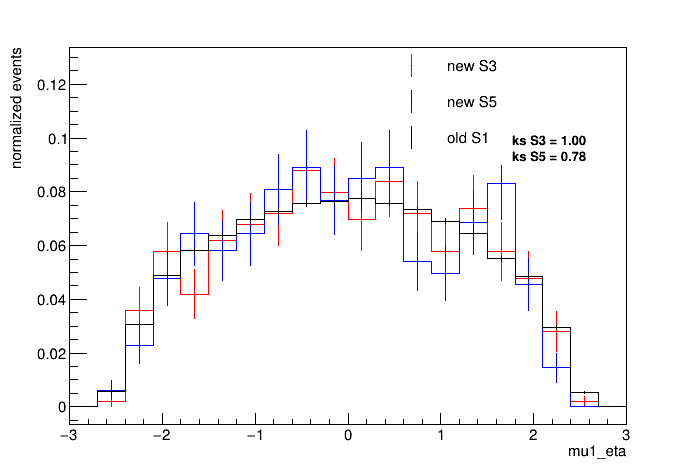 normalized events
0.12
0.1
0.08
0.06
0.04
0.02
0
new S3
new S5
old S1
ks S3 = 1.00
ks S5 = 0.78
−3
−2
−1
0
1
2
3
mu1_eta